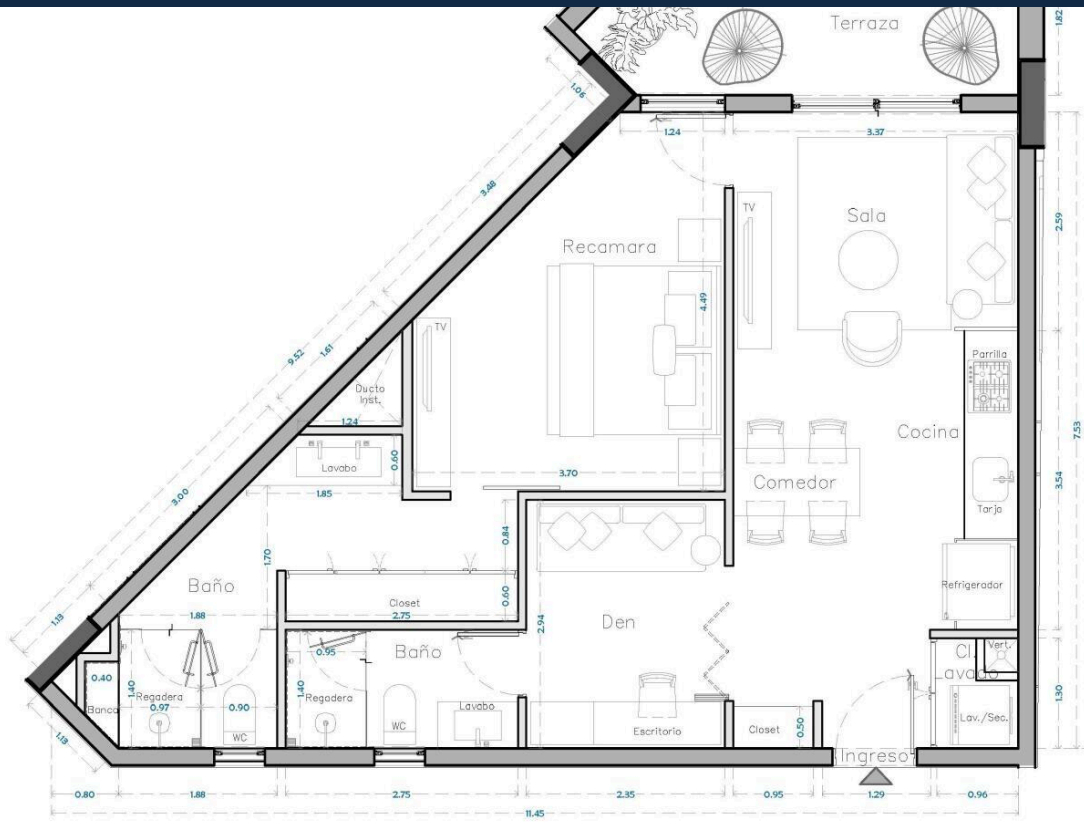 Terraza
1.82
1.06
1.24
3.37
3.48
TV
Sala
Recamara
2.59
4.49
TV
9.52
1.61
Parrilla
Ducto
Inst.
1.24
Cocina
7.53
Lavabo
0.60
3.70
Comedor
3.00
1.85
3.54
Tarja
0.84
1.70
Baño
Refrigerador
Closet
0.60
2.75
1.88
2.94
Den
1.13
0.95
Baño
Vert.
Cl.
avado
0.40
1.40
Regadera
0.97
0.90
1.40
Regadera
1.30
Banca
WC
WC
Lavabo
Escritorio
Closet
0.50
Lav./Sec.
1.13
Ingreso
0.80
1.88
2.75
2.35
0.95
1.29
0.96
11.45